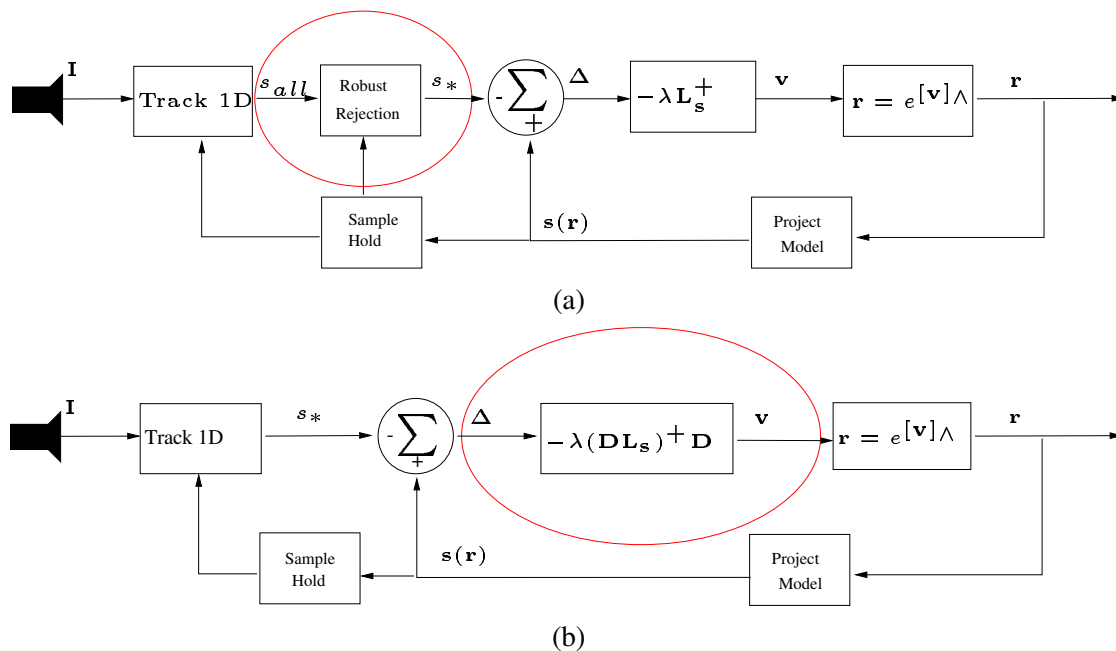 I
Track 1D
s_all
Robust
Rejection
s_*
- ∑ +
Δ
-λL_s^+
v
r = e^[v]∧
r
Sample
Hold
s(r)
Project
Model
(a)
I
Track 1D
s_*
- ∑ +
Δ
-λ(DL_s)^+D
v
r = e^[v]∧
r
Sample
Hold
s(r)
Project
Model
(b)